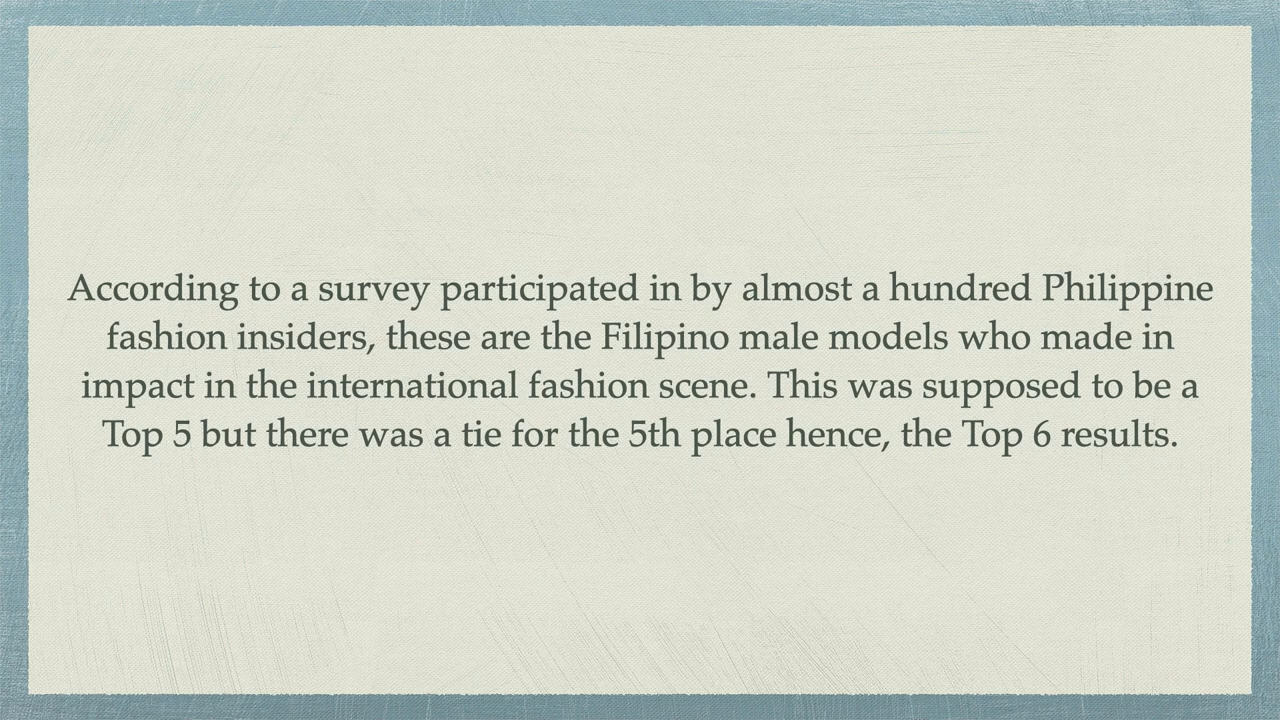 According to a survey participated in by almost a hundred Philippine
fashion insiders, these are the Filipino male models who made in
impact in the international fashion scene. This was supposed to be a
Top 5 but there was a tie for the 5th place hence, the Top 6 results.